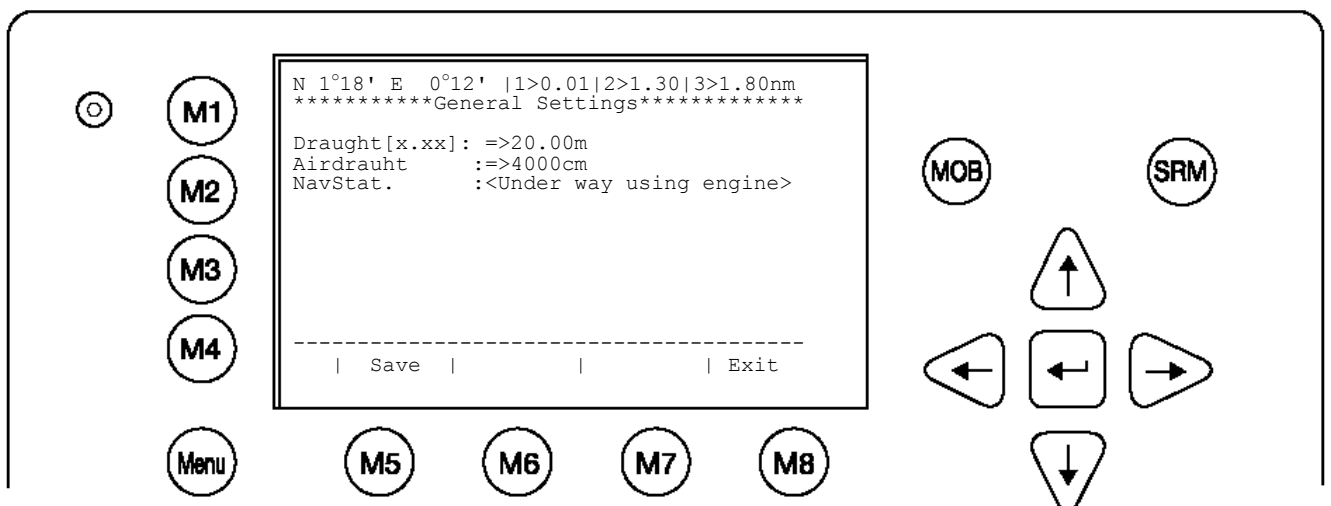 N 1°18' E  0°12' |1>0.01|2>1.30|3>1.80nm
***********General Settings*************
Draught[x.xx]: =>20.00m
Airdrauht     :=>4000cm
NavStat.      :<Under way using engine>
----------------------------------------
|  Save  |         |         | Exit
M1
M2
M3
M4
Menu
M5
M6
M7
M8
MOB
SRM